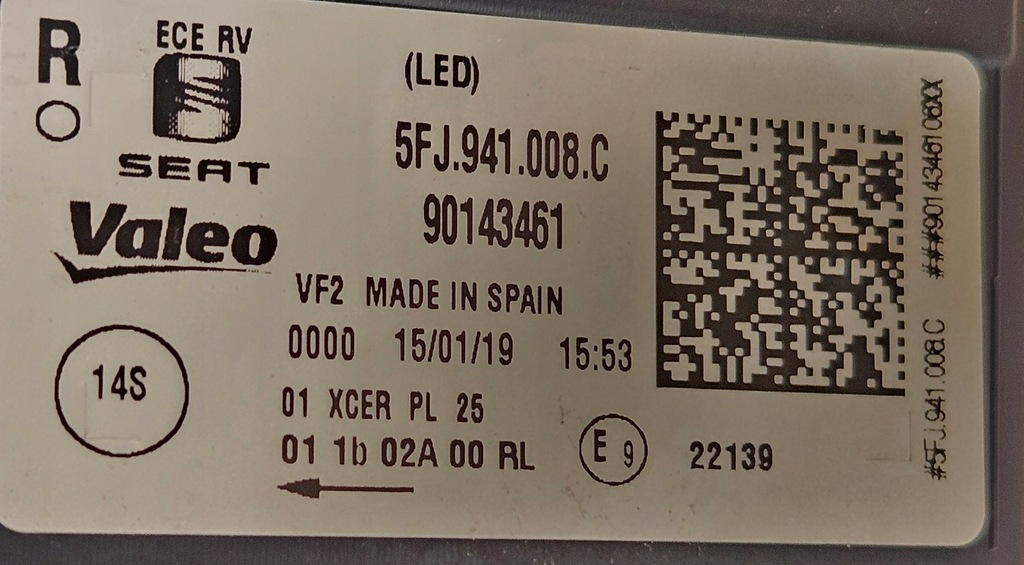 R
ECE RV
SEAT
Valeo
14S
(LED)
5FJ.941.008.C
90143461
VF2 MADE IN SPAIN
0000 15/01/19 15:53
01 XCER PL 25
01 1b 02A 00 RL
E 9
22139
#5FJ.941.008.C ###9014346106XX